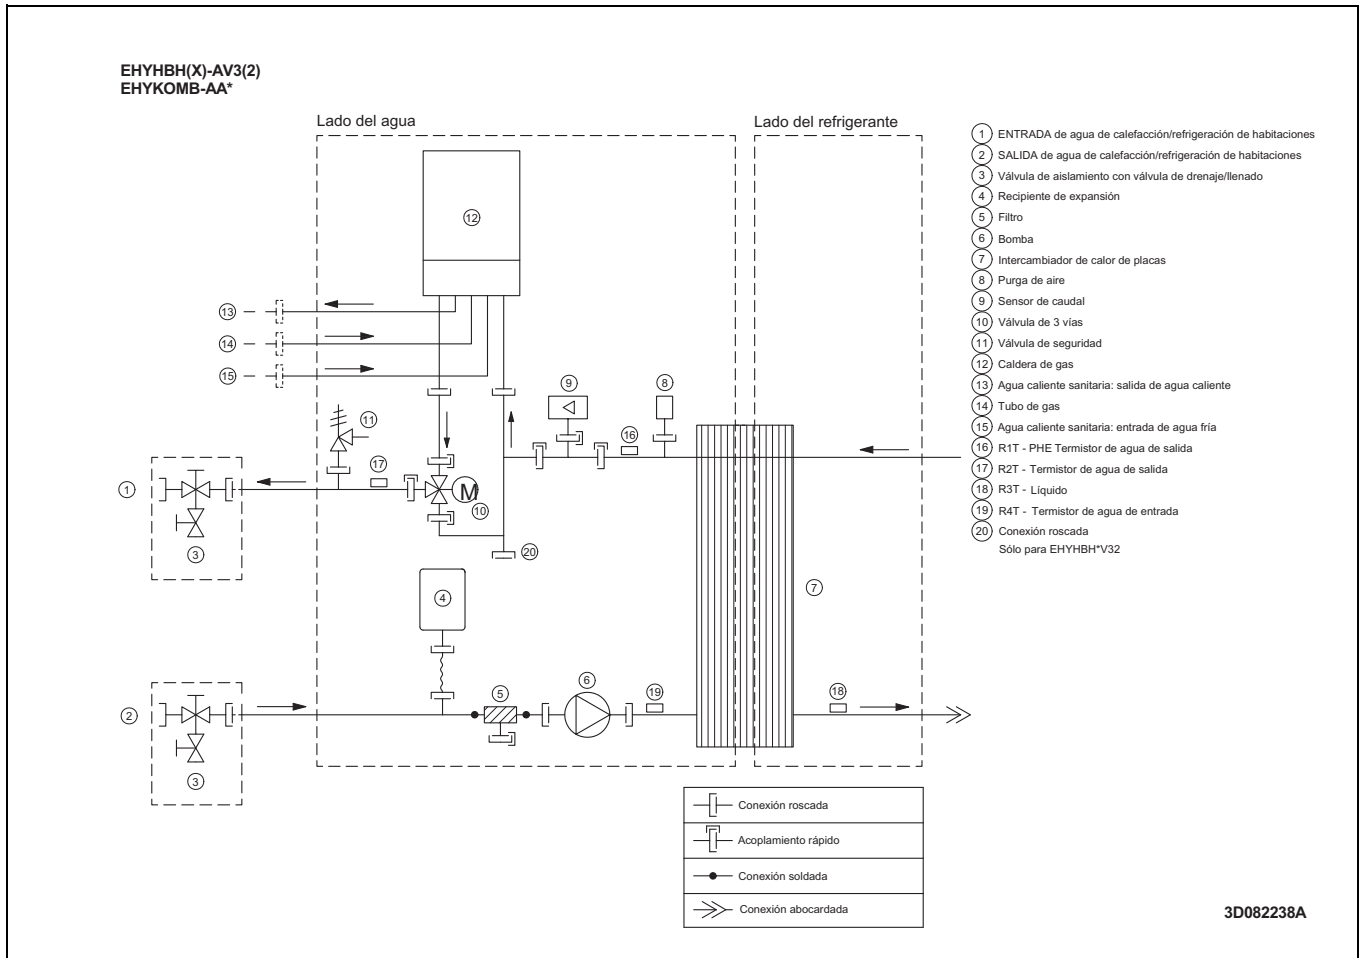 EHYHBH(X)-AV3(2)
EHYKOMB-AA*
Lado del agua
Lado del refrigerante
1 ENTRADA de agua de calefacción/refrigeración de habitaciones
2 SALIDA de agua de calefacción/refrigeración de habitaciones
3 Válvula de aislamiento con válvula de drenaje/llenado
4 Recipiente de expansión
5 Filtro
6 Bomba
7 Intercambiador de calor de placas
8 Purga de aire
9 Sensor de caudal
10 Válvula de 3 vías
11 Válvula de seguridad
12 Caldera de gas
13 Agua caliente sanitaria: salida de agua caliente
14 Tubo de gas
15 Agua caliente sanitaria: entrada de agua fría
16 R1T - PHE Termistor de agua de salida
17 R2T - Termistor de agua de salida
18 R3T - Líquido
19 R4T - Termistor de agua de entrada
20 Conexión roscada
Sólo para EHYHBH*V32
12
13
14
15
9
8
11
16
17
1
M
10
3
20
4
7
5
6
19
18
2
3
Conexión roscada
Acoplamiento rápido
Conexión soldada
Conexión abocardada
3D082238A